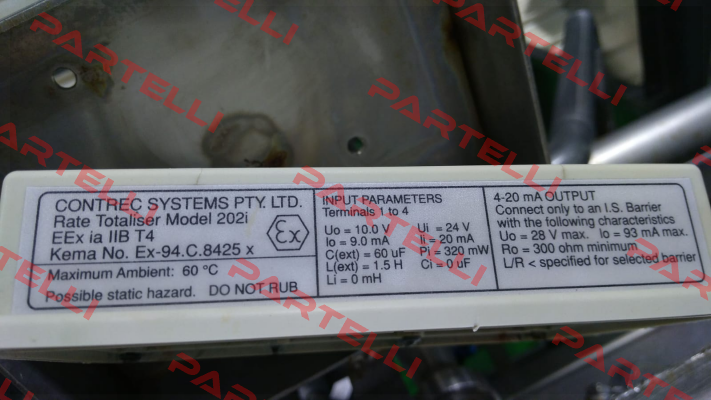 CONTREC SYSTEMS PTY. LTD.
Rate Totaliser Model 202i
EEx ia IIB T4
Kema No. Ex-94.C.8425 x
Ex
Maximum Ambient: 60 °C
Possible static hazard. DO NOT RUB
INPUT PARAMETERS
Terminals 1 to 4
Uo = 10.0 V Ui = 24 V
Io = 9.0 mA Ii = 20 mA
C(ext) = 60 uF Pi = 320 mW
L(ext) = 1.5 H Ci = 0 uF
Li = 0 mH
4-20 mA OUTPUT
Connect only to an I.S. Barrier
with the following characteristics
Uo = 28 V max. Io = 93 mA max.
Ro = 300 ohm minimum
L/R < specified for selected barrier
PARTELLI
PARTELLI
PARTELLI
PARTELLI
PARTELLI
PARTELLI
PARTELLI